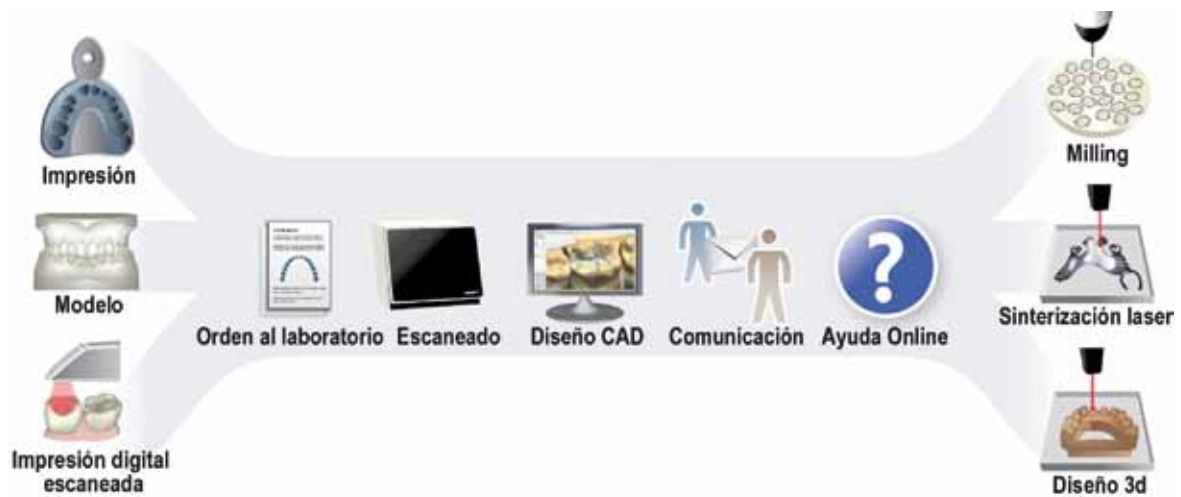 Impresión
Modelo
Impresión digital
escaneada
Orden al laboratorio
Escaneado
Diseño CAD
Comunicación
Ayuda Online
?
Milling
Sinterización laser
Diseño 3d